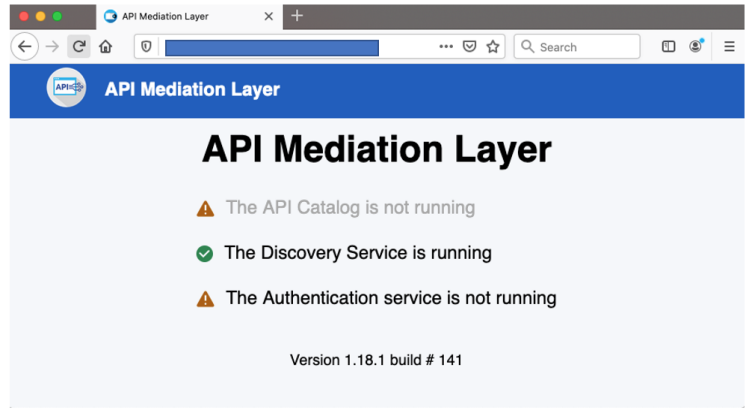 API Mediation Layer
Search
API
API Mediation Layer
API Mediation Layer
The API Catalog is not running
The Discovery Service is running
The Authentication service is not running
Version 1.18.1 build # 141